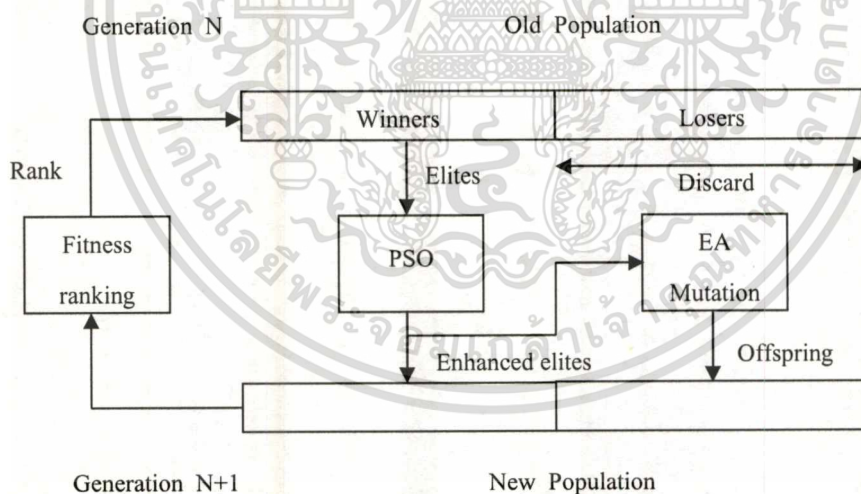 Generation N
Old Population
Winners
Losers
Rank
Elites
Discard
Fitness
ranking
PSO
EA
Mutation
Enhanced elites
Offspring
Generation N+1
New Population